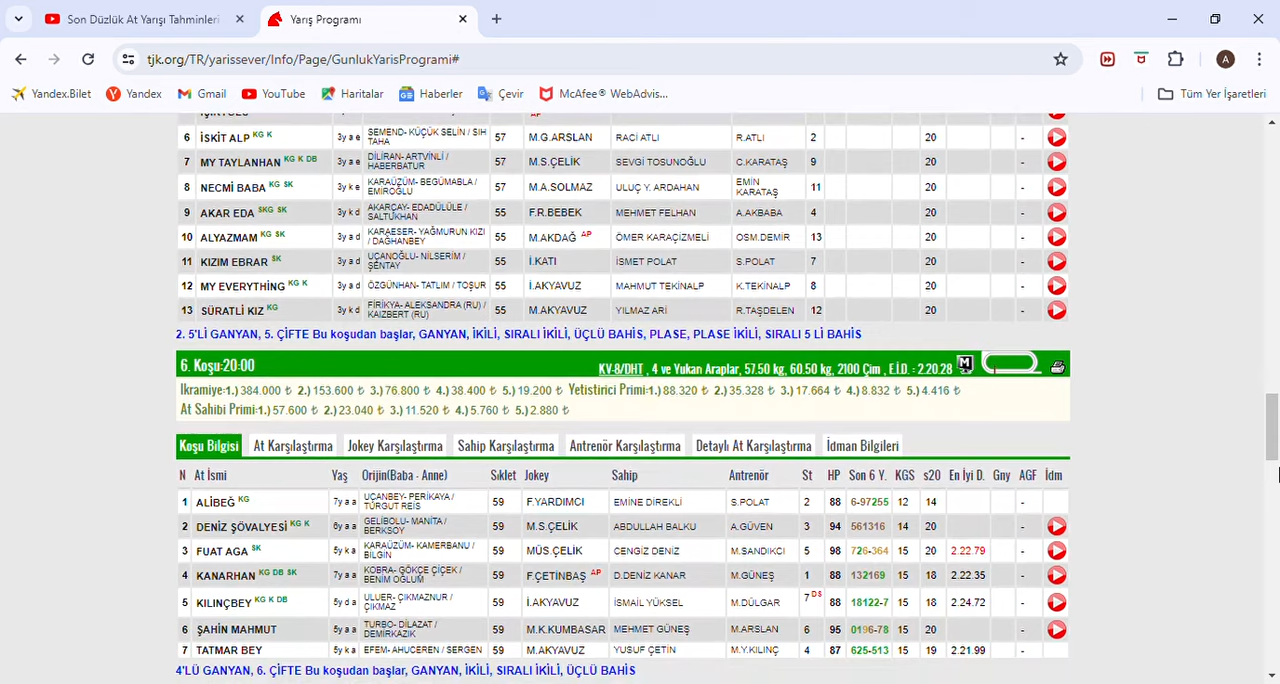 Son Düzlük At Yarışı Tahminleri
Yarış Programı
tjk.org/TR/yarissever/Info/Page/GunlukYarisProgrami#
A
Yandex.Bilet Yandex Gmail YouTube Haritalar Haberler Çevir McAfee® WebAdvis... Tüm Yer İşaretleri
6 İSKİT ALP KG K 3y a e SEMEND- KÜÇÜK SELİN / SIH TAHA 57 M.G.ARSLAN RACİ ATLI R.ATLI 2 20 -
7 MY TAYLANHAN KG K DB 3y a e DİLİRAN- ARTVİNLİ / HABERBATUR 57 M.S.ÇELİK SEVGİ TOSUNOĞLU C.KARATAŞ 9 20 -
8 NECMİ BABA KG SK 3y k e KARAÜZÜM- BEGÜMABLA / EMİROĞLU 57 M.A.SOLMAZ ULUÇ Y. ARDAHAN EMİN KARATAŞ 11 20 -
9 AKAR EDA SKG SK 3y k d AKARÇAY- EDADÜLÜLE / SALTUKHAN 55 F.R.BEBEK MEHMET FELHAN A.AKBABA 4 20 -
10 ALYAZMAM KG SK 3y a d KARAESER- YAĞMURUN KIZI / DAĞHANBEY 55 M.AKDAĞ AP ÖMER KARAÇİZMELİ OSM.DEMİR 13 20 -
11 KIZIM EBRAR SK 3y a d UÇANOĞLU- NİLSERİM / ŞENTAY 55 İ.KATI İSMET POLAT S.POLAT 7 20 -
12 MY EVERYTHİNG KG K 3y a d ÖZGÜNHAN- TATLIM / TOŞUR 55 İ.AKYAVUZ MAHMUT TEKİNALP K.TEKİNALP 8 20 -
13 SÜRATLİ KIZ KG 3y k d FİRİKYA- ALEKSANDRA (RU) / KAIZBERT (RU) 55 M.AKYAVUZ YILMAZ ARİ R.TAŞDELEN 12 20 -
2. 5'Lİ GANYAN, 5. ÇİFTE Bu koşudan başlar, GANYAN, İKİLİ, SIRALI İKİLİ, ÜÇLÜ BAHİS, PLASE, PLASE İKİLİ, SIRALI 5 Lİ BAHİS
6. Koşu:20:00 KV-8/DHT , 4 ve Yukarı Araplar, 57.50 kg, 60.50 kg, 2100 Çim , E.İ.D. : 2.20.28 M
İkramiye:1.) 384.000 ₺ 2.) 153.600 ₺ 3.) 76.800 ₺ 4.) 38.400 ₺ 5.) 19.200 ₺ Yetistirici Primi:1.) 88.320 ₺ 2.) 35.328 ₺ 3.) 17.664 ₺ 4.) 8.832 ₺ 5.) 4.416 ₺
At Sahibi Primi:1.) 57.600 ₺ 2.) 23.040 ₺ 3.) 11.520 ₺ 4.) 5.760 ₺ 5.) 2.880 ₺
Koşu Bilgisi At Karşılaştırma Jokey Karşılaştırma Sahip Karşılaştırma Antrenör Karşılaştırma Detaylı At Karşılaştırma İdman Bilgileri
N At İsmi Yaş Orijin(Baba - Anne) Sıklet Jokey Sahip Antrenör St HP Son 6 Y. KGS s20 En İyi D. Gny AGF İdm
1 ALİBEĞ KG 7y a a UÇANBEY- PERİKAYA / TURGUT REİS 59 F.YARDIMCI EMİNE DİREKLİ S.POLAT 2 88 6-97255 12 14 -
2 DENİZ ŞÖVALYESİ KG K 6y a a GELİBOLU- MANİTA / BERKSOY 59 M.S.ÇELİK ABDULLAH BALKU A.GÜVEN 3 94 561316 14 20 -
3 FUAT AGA SK 5y k a KARAÜZÜM- KAMERBANU / BİLGİN 59 MÜS.ÇELİK CENGİZ DENİZ M.SANDIKCI 5 98 726-364 15 20 2.22.79 -
4 KANARHAN KG DB SK 7y a a KOBRA- GÖKÇE ÇİÇEK / BENİM OĞLUM 59 F.ÇETİNBAŞ AP D.DENİZ KANAR M.GÜNEŞ 1 88 132169 15 18 2.22.35 -
5 KILINÇBEY KG K DB 5y d a ULUER- ÇIKMAZNUR / ÇIKMAZ 59 İ.AKYAVUZ İSMAİL YÜKSEL M.DÜLGAR 7 DS 88 18122-7 15 18 2.24.72 -
6 ŞAHİN MAHMUT 5y a a TURBO- DİLAZAT / DEMİRKAZIK 59 M.K.KUMBASAR MEHMET GÜNEŞ M.ARSLAN 6 95 0196-78 15 20 -
7 TATMAR BEY 5y k a EFEM- AHUCEREN / SERGEN 59 M.AKYAVUZ YUSUF ÇETİN M.Y.KILINÇ 4 87 625-513 15 19 2.21.99 -
4'LÜ GANYAN, 6. ÇİFTE Bu koşudan başlar, GANYAN, İKİLİ, SIRALI İKİLİ, ÜÇLÜ BAHİS